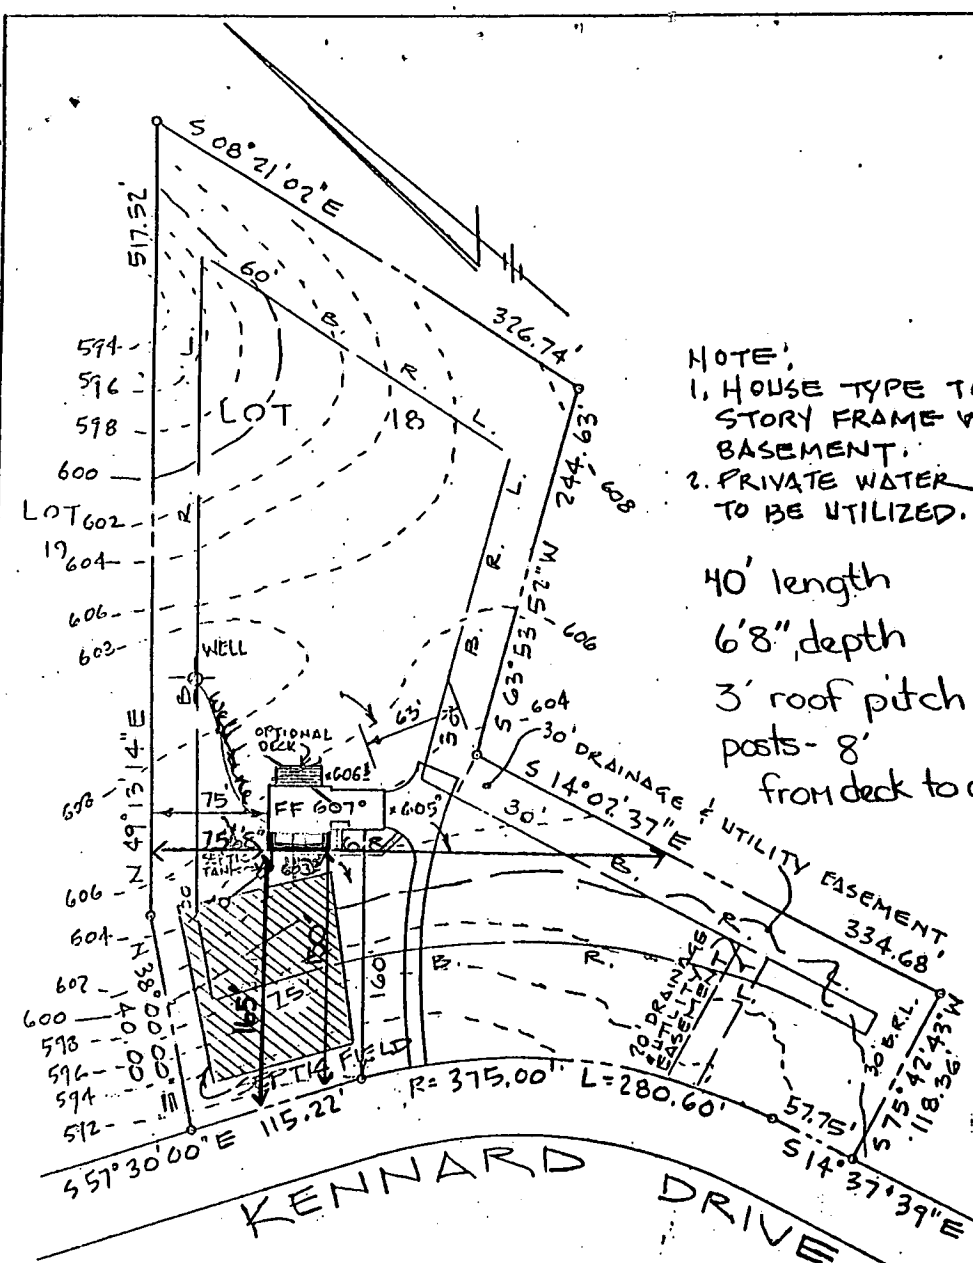 S 08° 21' 02" E
517.52'
60'
B.
R.
L.
326.74'
594
596
598
600
LOT
18
L
R
B
LOT
19
602
604
606
608
244.63'
S 63° 53' 52" W
L.
R.
B.
608
606
604
NOTE:
1. HOUSE TYPE T
STORY FRAME
BASEMENT.
2. PRIVATE WATER
TO BE UTILIZED.
40' length
6'8", depth
3' roof pitch
posts- 8'
from deck to
WELL
well line
OPTIONAL
DECK
63'
N 49° 13' 14" E
75'
FF 607°
SEPTIC
TANK
30' DRAINAGE & UTILITY EASEMENT
S 14° 02' 37" E
334.68'
30'
B.
R.
L
606
604
602
600
598
596
594
592
75'
165'
160
SEPTIC FIELD
B.
R.
20' DRAINAGE
& UTILITY
EASEMENT
30' B.R.L.
S 75° 42' 43" W
118.36'
S 57° 30' 00" E
115.22'
R= 375.00'
L=280.60'
57.75'
S 14° 37' 39" E
KENNARD DRIVE